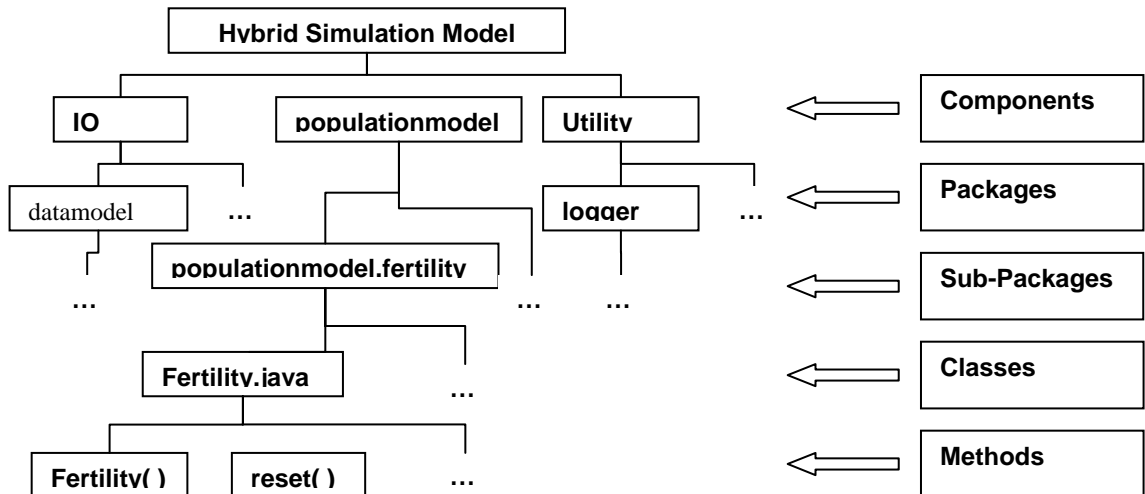 Hybrid Simulation Model
IO
populationmodel
Utility
Components
datamodel
...
logger
...
Packages
...
populationmodel.fertility
...
...
Sub-Packages
Fertility.java
...
Classes
Fertility( )
reset( )
...
Methods